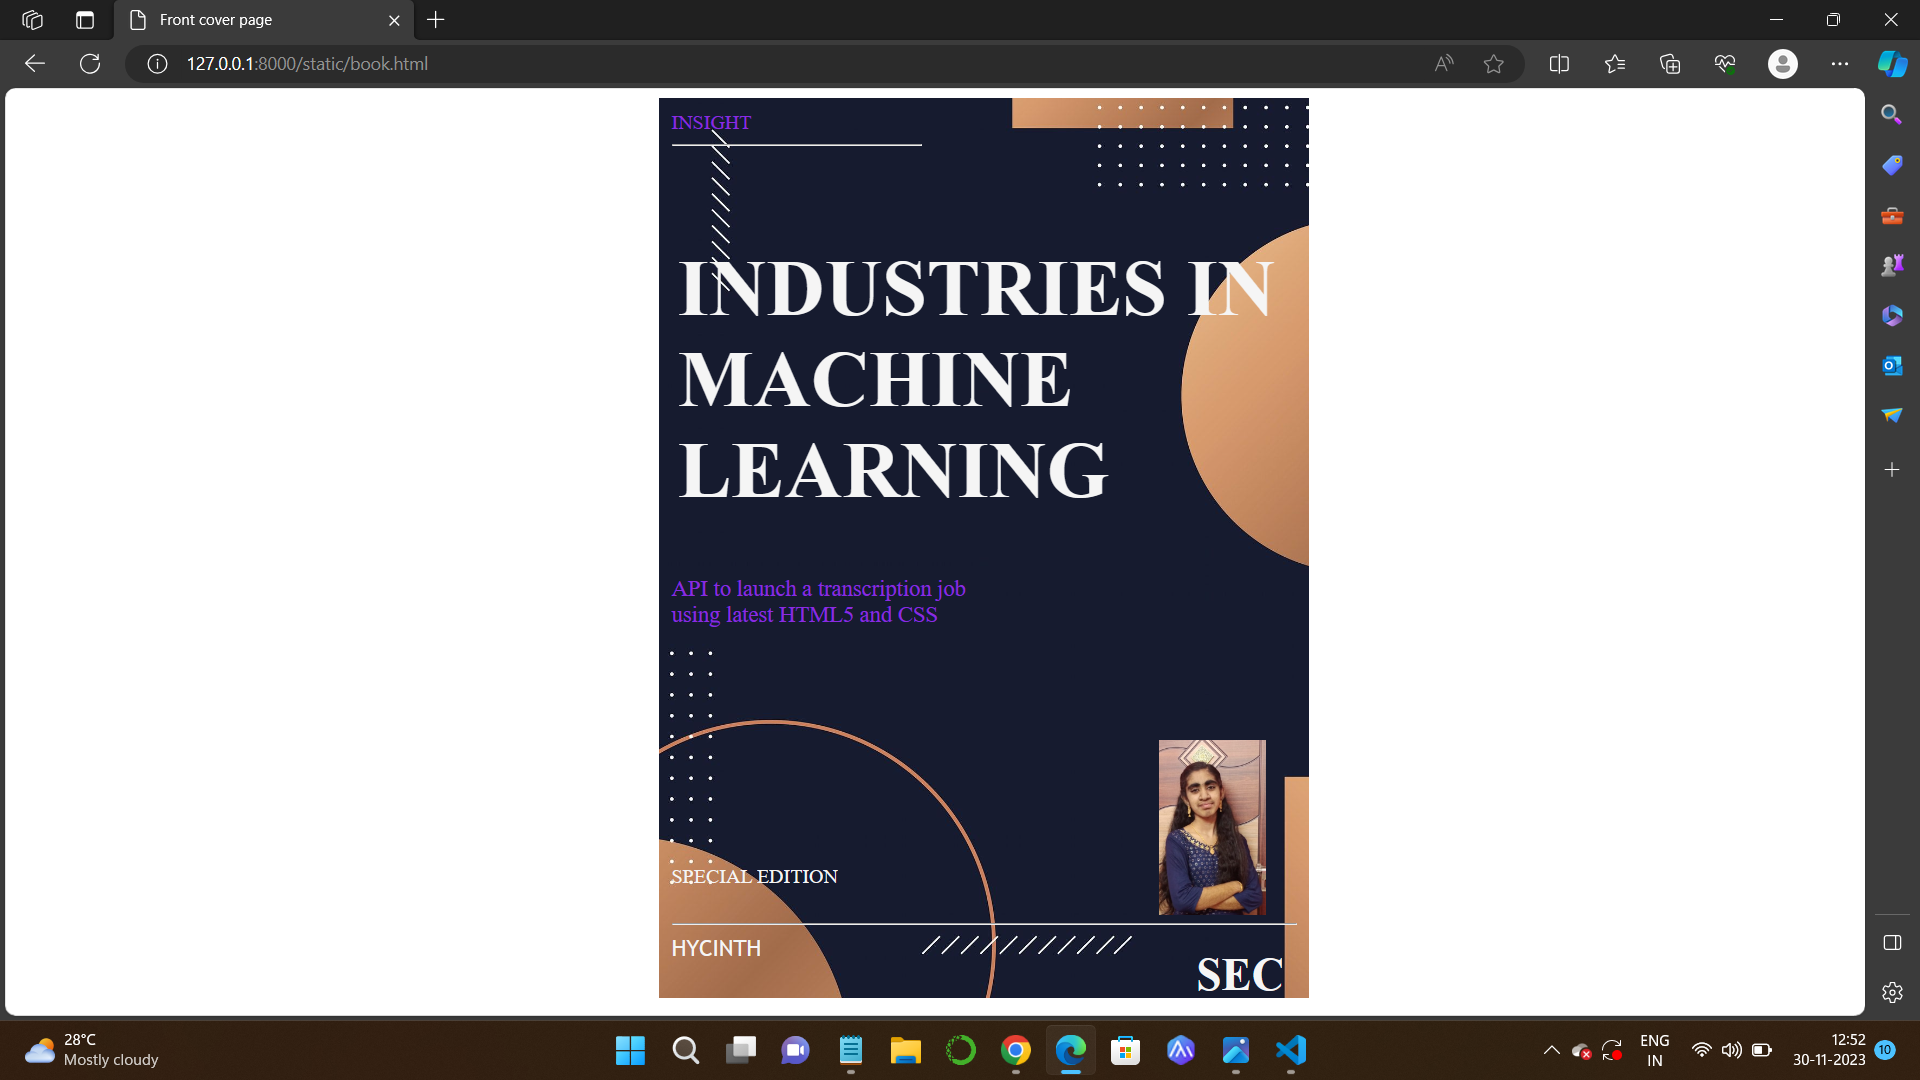 Front cover page
127.0.0.1:8000/static/book.html
INSIGHT
INDUSTRIES IN
MACHINE
LEARNING
API to launch a transcription job
using latest HTML5 and CSS
SPECIAL EDITION
HYCINTH
SEC
28°C
Mostly cloudy
ENG
IN
12:52
30-11-2023
10